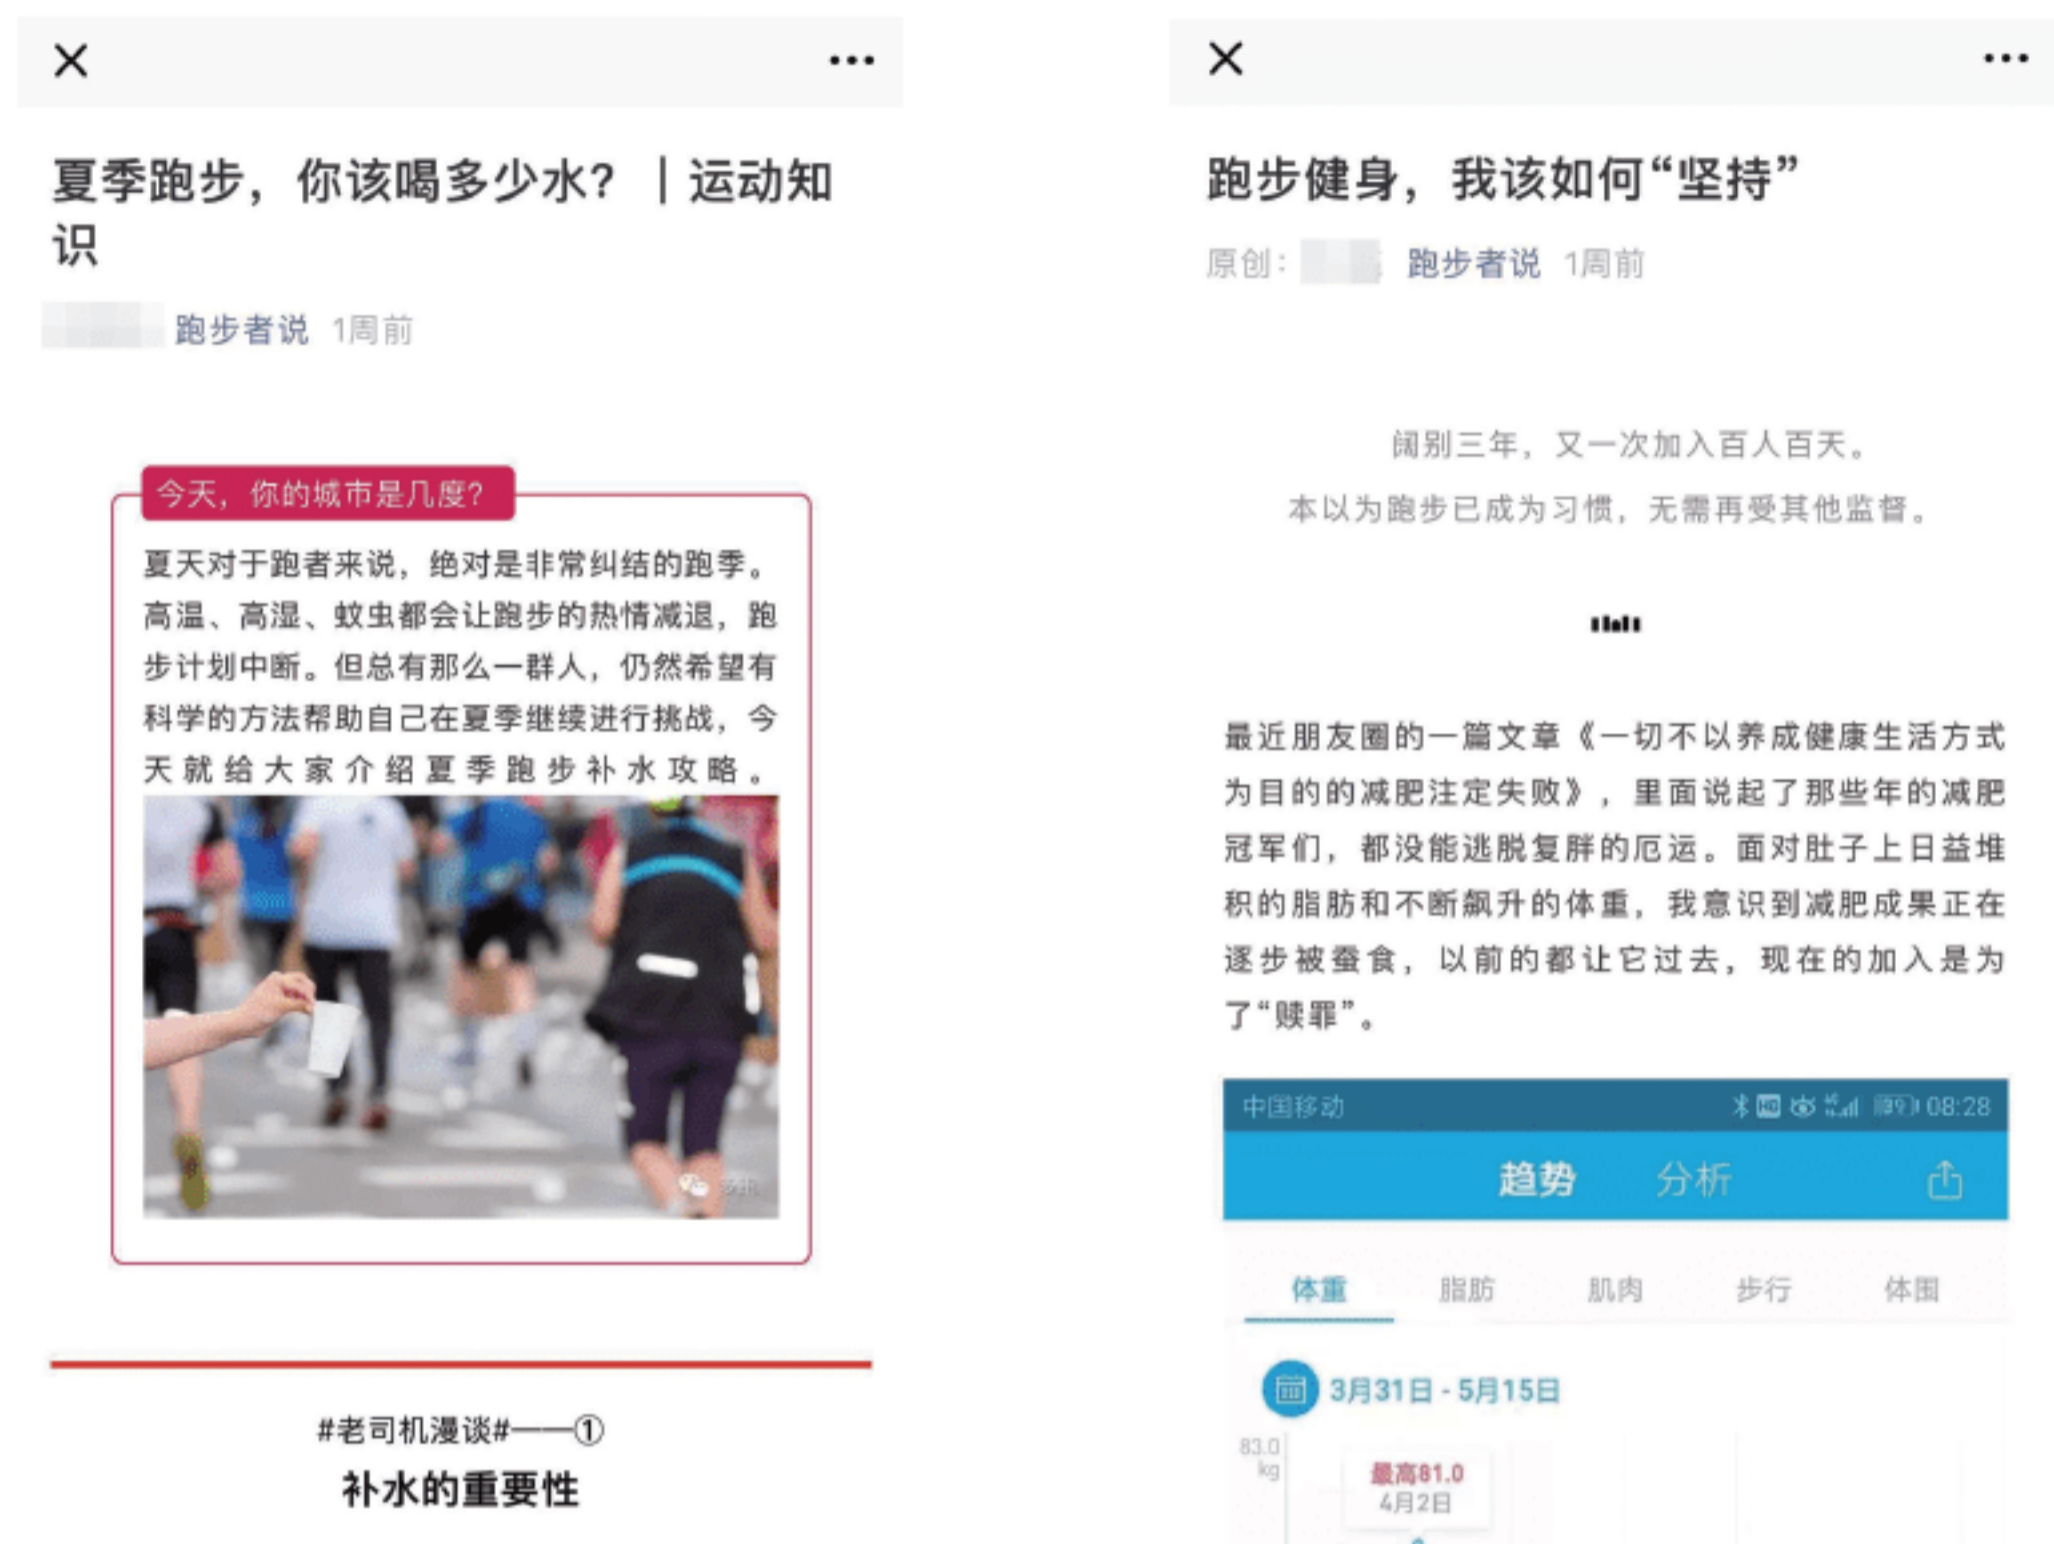 夏季跑步，你该喝多少水？｜运动知
识
跑步者说 1周前
今天，你的城市是几度？
夏天对于跑者来说，绝对是非常纠结的跑季。
高温、高湿、蚊虫都会让跑步的热情减退，跑
步计划中断。但总有那么一群人，仍然希望有
科学的方法帮助自己在夏季继续进行挑战，今
天就给大家介绍夏季跑步补水攻略。
#老司机漫谈#——①
补水的重要性
跑步健身，我该如何“坚持”
原创： 跑步者说 1周前
阔别三年，又一次加入百人百天。
本以为跑步已成为习惯，无需再受其他监督。
最近朋友圈的一篇文章《一切不以养成健康生活方式
为目的的减肥注定失败》，里面说起了那些年的减肥
冠军们，都没能逃脱复胖的厄运。面对肚子上日益堆
积的脂肪和不断飙升的体重，我意识到减肥成果正在
逐步被蚕食，以前的都让它过去，现在的加入是为
了“赎罪”。
中国移动 08:28
趋势 分析
体重 脂肪 肌肉 步行 体围
3月31日 - 5月15日
83.0
kg
最高81.0
4月2日